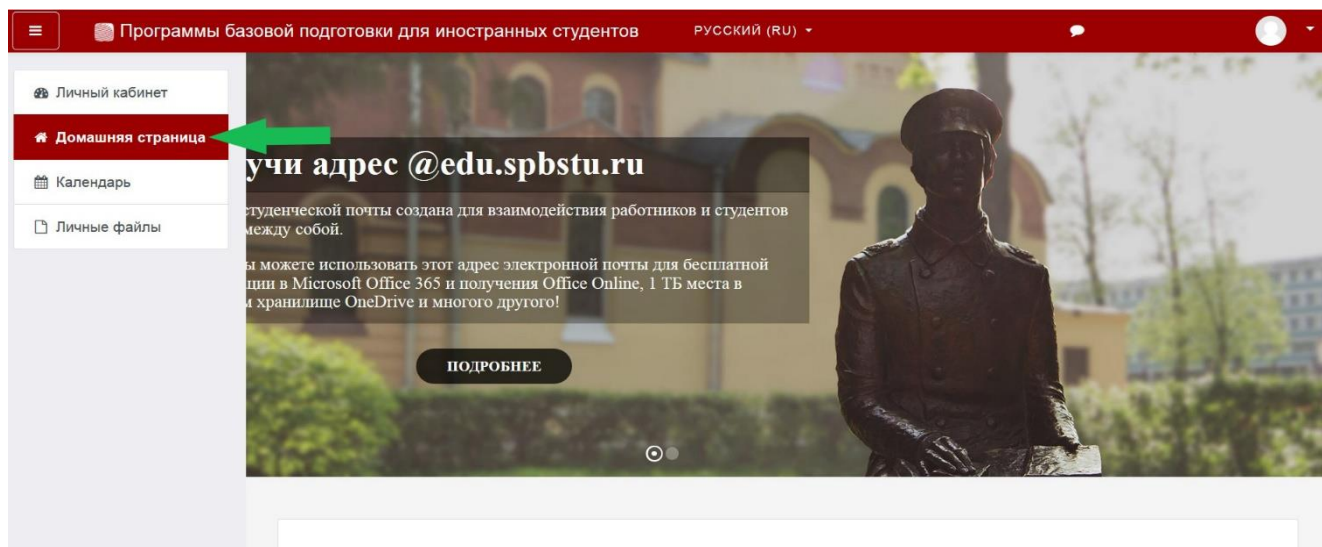 Программы базовой подготовки для иностранных студентов
РУССКИЙ (RU)
Личный кабинет
Домашняя страница
Календарь
Личные файлы
учи адрес @edu.spbstu.ru
студенческой почты создана для взаимодействия работников и студентов
между собой.
ы можете использовать этот адрес электронной почты для бесплатной
ции в Microsoft Office 365 и получения Office Online, 1 ТБ места в
м хранилище OneDrive и многого другого!
ПОДРОБНЕЕ